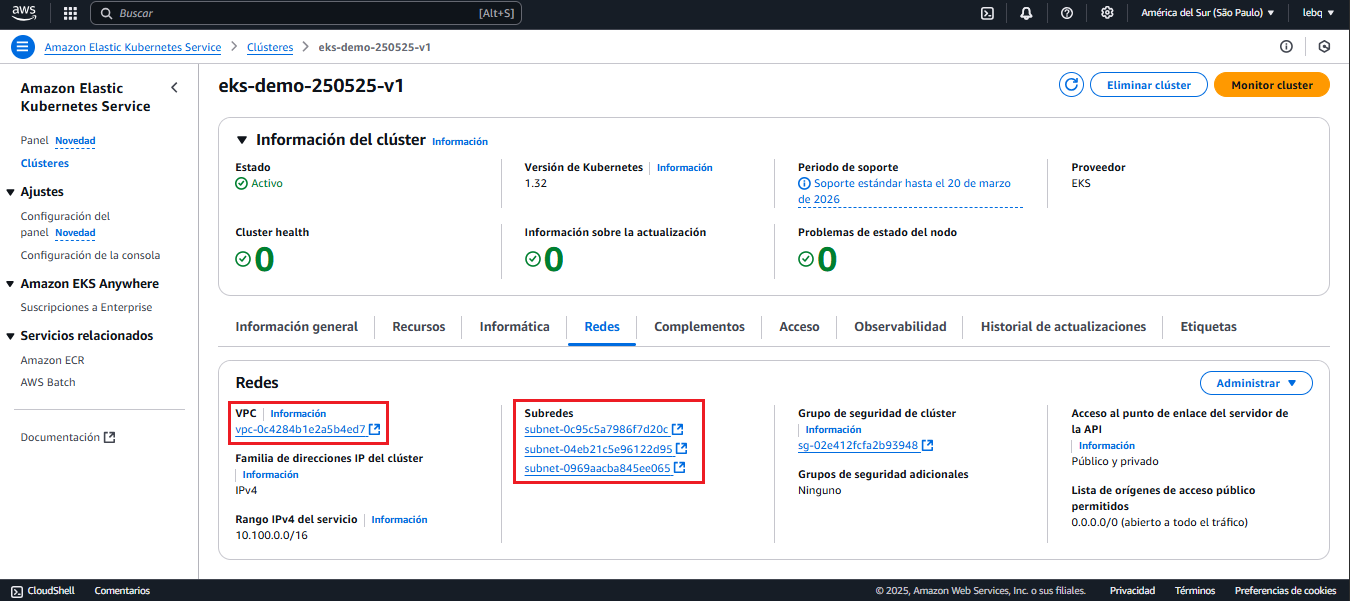 aws
Buscar [Alt+S]
América del Sur (São Paulo) ▼
lebq ▼
Amazon Elastic Kubernetes Service > Clústeres > eks-demo-250525-v1
Amazon Elastic
Kubernetes Service
Panel Novedad
Clústeres
Ajustes
Configuración del
panel Novedad
Configuración de la consola
Amazon EKS Anywhere
Suscripciones a Enterprise
Servicios relacionados
Amazon ECR
AWS Batch
Documentación
eks-demo-250525-v1
Eliminar clúster
Monitor cluster
Información del clúster Información
Estado
Activo
Versión de Kubernetes Información
1.32
Periodo de soporte
Soporte estándar hasta el 20 de marzo
de 2026
Proveedor
EKS
Cluster health
0
Información sobre la actualización
0
Problemas de estado del nodo
0
Información general
Recursos
Informática
Redes
Complementos
Acceso
Observabilidad
Historial de actualizaciones
Etiquetas
Redes
Administrar ▼
VPC Información
vpc-0c4284b1e2a5b4ed7
Familia de direcciones IP del clúster
Información
IPv4
Rango IPv4 del servicio Información
10.100.0.0/16
Subredes
subnet-0c95c5a7986f7d20c
subnet-04eb21c5e96122d95
subnet-0969aacba845ee065
Grupo de seguridad de clúster
Información
sg-02e412fcfa2b93948
Grupos de seguridad adicionales
Ninguno
Acceso al punto de enlace del servidor de
la API
Información
Público y privado
Lista de orígenes de acceso público
permitidos
0.0.0.0/0 (abierto a todo el tráfico)
CloudShell
Comentarios
© 2025, Amazon Web Services, Inc. o sus filiales.
Privacidad
Términos
Preferencias de cookies